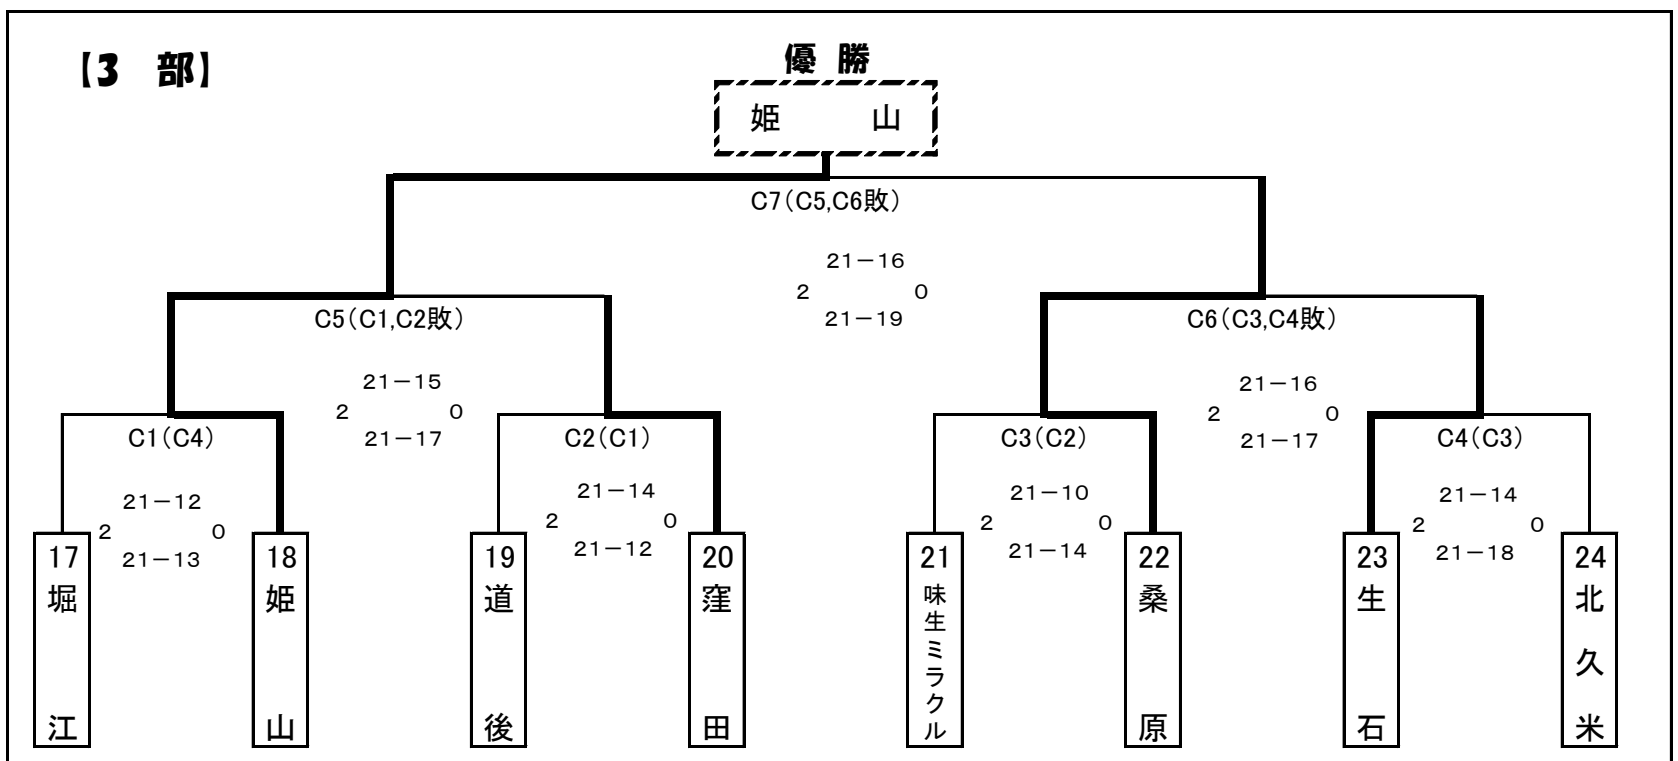 【3 部】
優 勝
姫 山
C7(C5,C6敗)
21-16
2 0
21-19
C5(C1,C2敗)
C6(C3,C4敗)
21-15
2 0
21-17
21-16
2 0
21-17
C1(C4)
C2(C1)
C3(C2)
C4(C3)
21-12
2 0
21-13
21-14
2 0
21-12
21-10
2 0
21-14
21-14
2 0
21-18
17
堀江
18
姫山
19
道後
20
窪田
21
味生ミラクル
22
桑原
23
生石
24
北久米